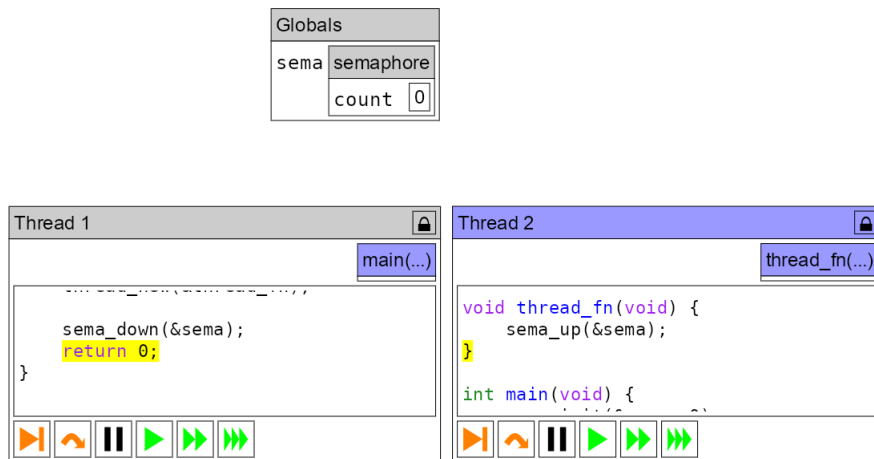 Globals
sema semaphore
count 0
Thread 1
main(...)
sema_down(&sema);
return 0;
}
Thread 2
thread_fn(...)
void thread_fn(void) {
sema_up(&sema);
}
int main(void) {